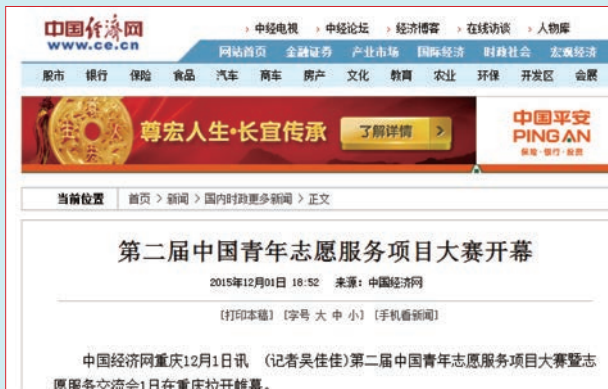 中国经济网
www.ce.cn
› 中经电视 › 中经论坛 › 经济博客 › 在线访谈 › 人物库
网站首页 金融证券 产业市场 国际经济 时政社会 宏观经济
股市 银行 保险 食品 汽车 商车 房产 文化 教育 农业 环保 开发区 会展
尊宏人生·长宜传承
了解详情 >
中国平安
PING AN
保险·银行·投资
当前位置 首页 > 新闻 > 国内时政更多新闻 > 正文
第二届中国青年志愿服务项目大赛开幕
2015年12月01日 18:52 来源：中国经济网
[打印本稿] [字号 大 中 小] [手机看新闻]
中国经济网重庆12月1日讯 (记者吴佳佳)第二届中国青年志愿服务项目大赛暨志
愿服务交流会1日在重庆拉开帷幕。